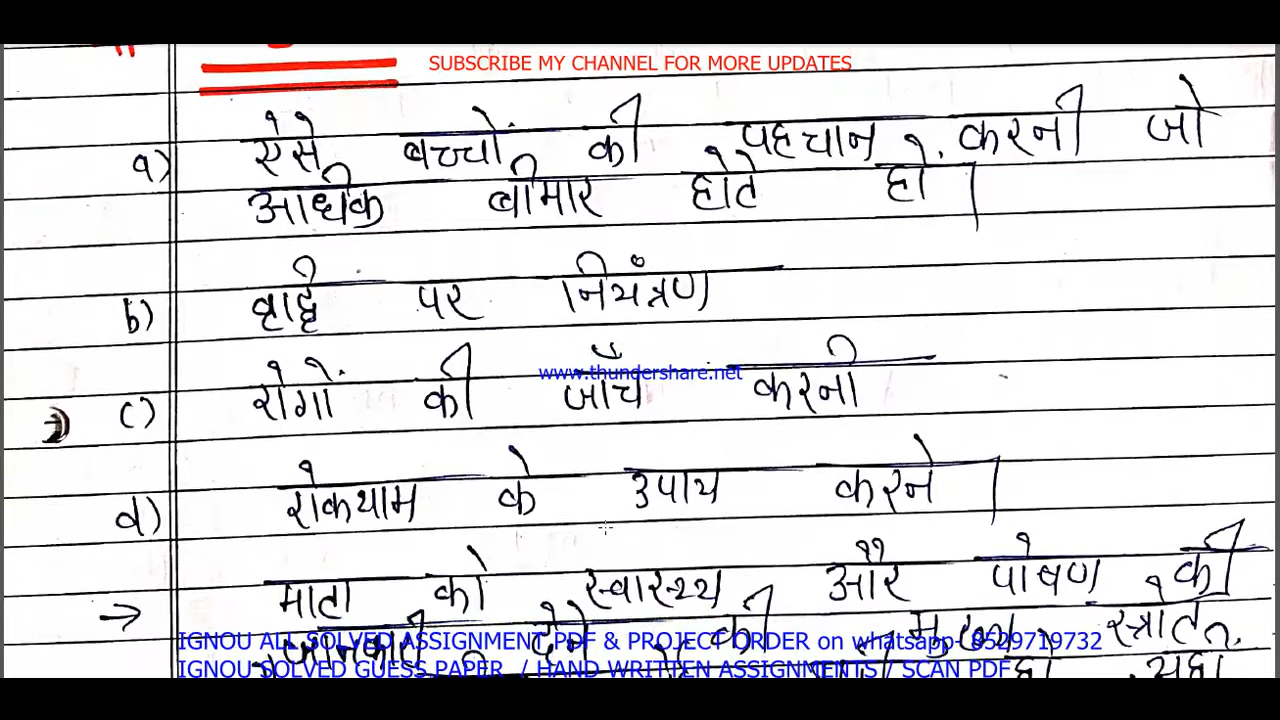 SUBSCRIBE MY CHANNEL FOR MORE UPDATES
a) ऐसे बच्चों की पहचान करनी जो
आधिक बीमार होते हो।
b) वृद्धि पर नियंत्रण
www.thundershare.net
c) रोगों की जाँच करनी
d) रोकथाम के उपाय करने।
→ माता को स्वास्थ्य और पोषण की
जानकारी देने की मुख्य स्त्रोत
IGNOU ALL SOLVED ASSIGNMENT PDF & PROJECT ORDER on whatsapp- 8529719732
IGNOU SOLVED GUESS PAPER / HAND WRITTEN ASSIGNMENTS / SCAN PDF